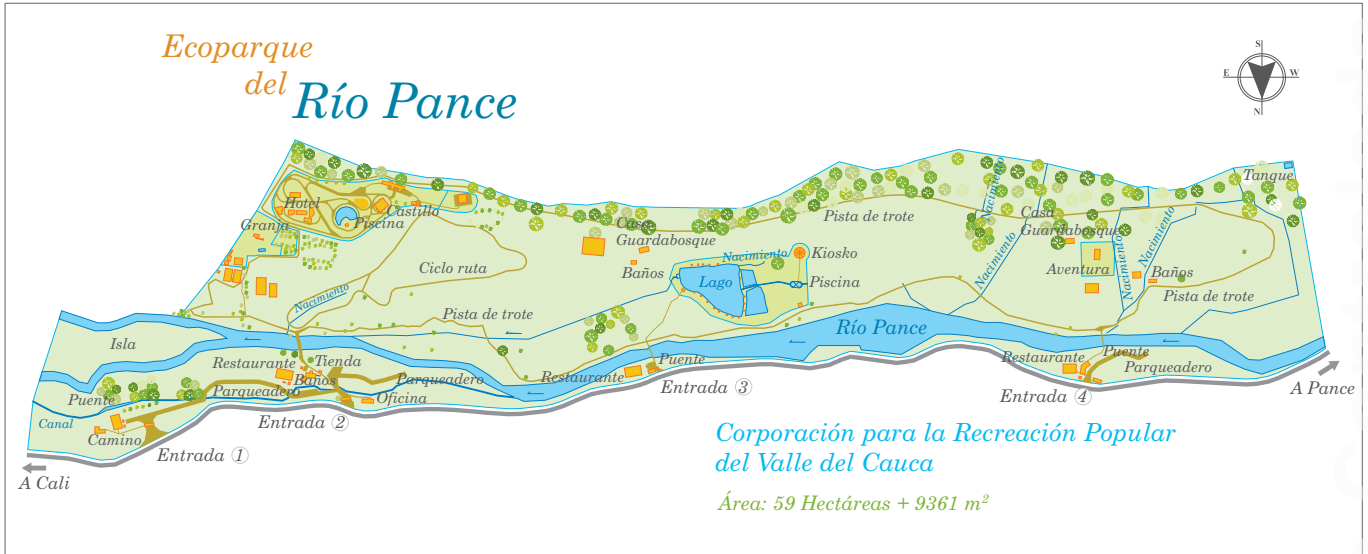 Ecoparque
del Río Pance
S
E W
N
Tanque
Nacimiento
Hotel
Castillo
Granja
Piscina
Pista de trote
Casa
Guardabosque
Casa
Guardabosque
Nacimiento
Kiosko
Nacimiento
Nacimiento
Nacimiento
Ciclo ruta
Baños
Lago
Piscina
Aventura
Baños
Nacimiento
Pista de trote
Pista de trote
Río Pance
Isla
Restaurante
Tienda
Baños
Parqueadero
Parqueadero
Oficina
Restaurante
Puente
Restaurante
Puente
Parqueadero
Puente
Canal
Camino
Entrada 1
Entrada 2
Entrada 3
Entrada 4
A Pance
A Cali
Corporación para la Recreación Popular
del Valle del Cauca
Área: 59 Hectáreas + 9361 m²